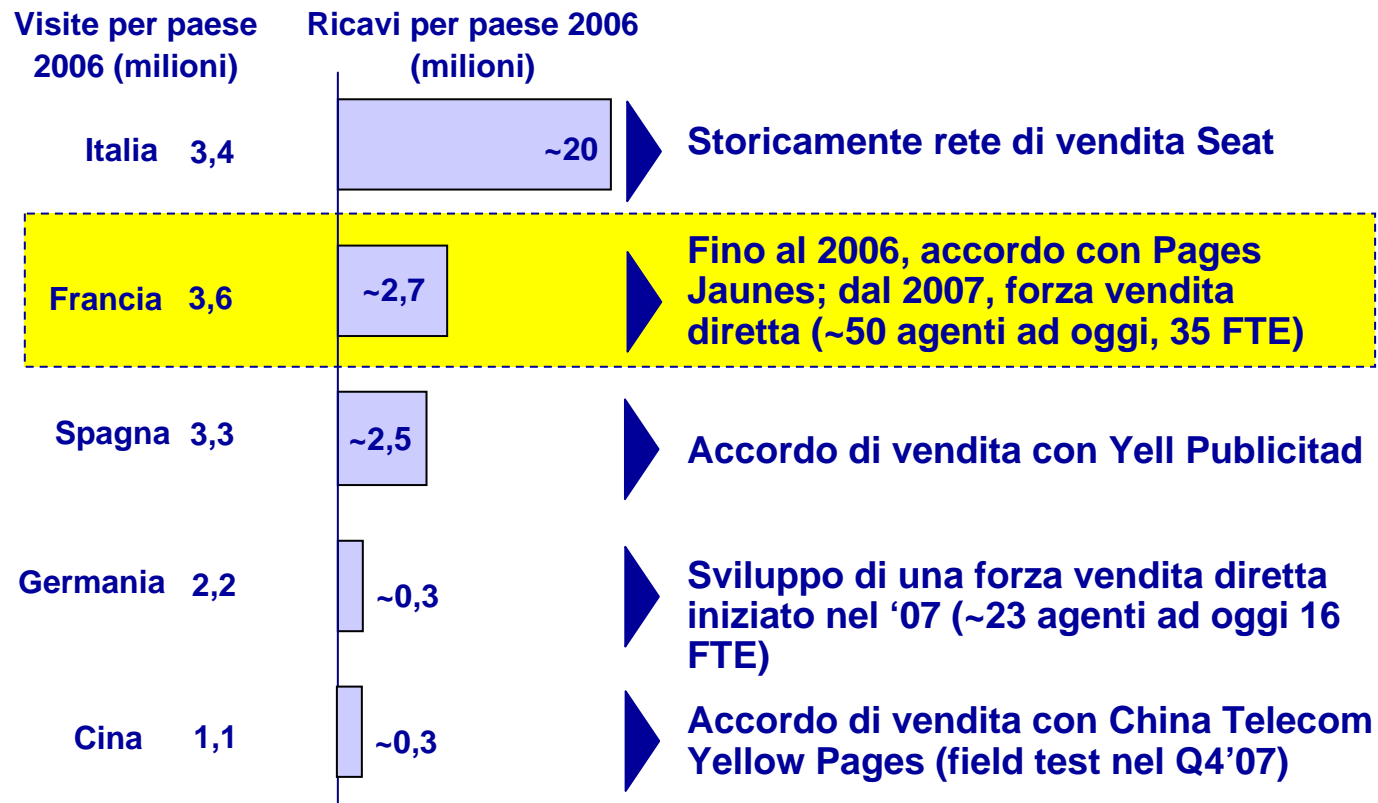 Visite per paese
2006 (milioni)
Ricavi per paese 2006
(milioni)
Italia 3,4
~20
Storicamente rete di vendita Seat
Francia 3,6
~2,7
Fino al 2006, accordo con Pages
Jaunes; dal 2007, forza vendita
diretta (~50 agenti ad oggi, 35 FTE)
Spagna 3,3
~2,5
Accordo di vendita con Yell Publicitad
Germania 2,2
~0,3
Sviluppo di una forza vendita diretta
iniziato nel ‘07 (~23 agenti ad oggi 16
FTE)
Cina 1,1
~0,3
Accordo di vendita con China Telecom
Yellow Pages (field test nel Q4’07)